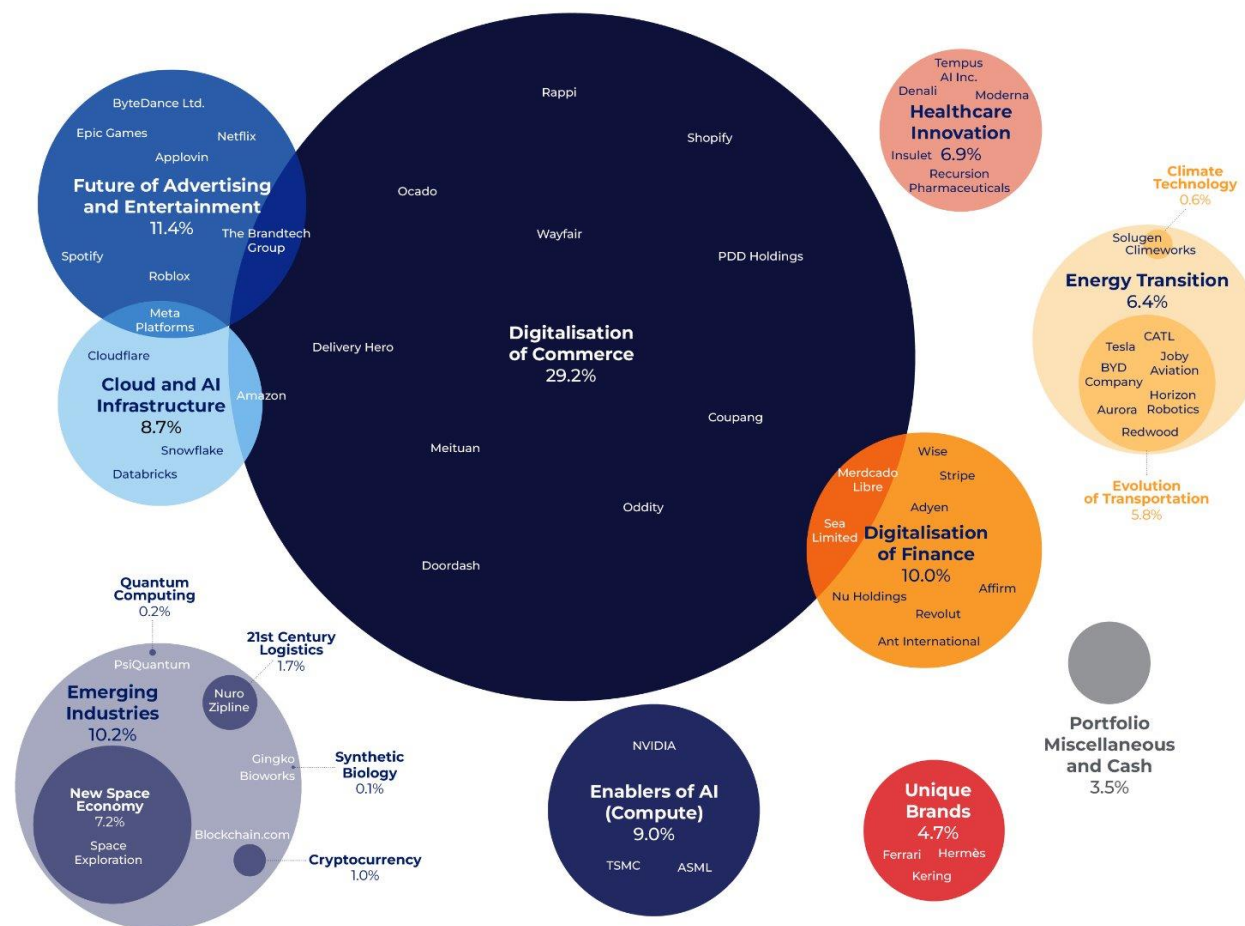 ByteDance Ltd.
Epic Games
Netflix
Applovin
Future of Advertising
and Entertainment
11.4%
The Brandtech
Group
Spotify
Roblox
Meta
Platforms
Cloudflare
Cloud and AI
Infrastructure
8.7%
Amazon
Snowflake
Databricks
Rappi
Shopify
Ocado
Wayfair
PDD Holdings
Delivery Hero
Digitalisation
of Commerce
29.2%
Coupang
Meituan
Oddity
Doordash
Merdcado
Libre
Sea
Limited
Wise
Stripe
Adyen
Digitalisation
of Finance
10.0%
Nu Holdings
Affirm
Revolut
Ant International
Tempus
AI Inc.
Denali
Moderna
Healthcare
Innovation
Insulet
6.9%
Recursion
Pharmaceuticals
Climate
Technology
0.6%
Solugen
Climeworks
Energy Transition
6.4%
CATL
Tesla
Joby
Aviation
BYD
Company
Horizon
Robotics
Aurora
Redwood
Evolution
of Transportation
5.8%
Quantum
Computing
0.2%
PsiQuantum
21st Century
Logistics
1.7%
Nuro
Zipline
Emerging
Industries
10.2%
Gingko
Bioworks
Synthetic
Biology
0.1%
New Space
Economy
7.2%
Space
Exploration
Blockchain.com
Cryptocurrency
1.0%
NVIDIA
Enablers of AI
(Compute)
9.0%
TSMC
ASML
Unique
Brands
4.7%
Ferrari
Hermès
Kering
Portfolio
Miscellaneous
and Cash
3.5%